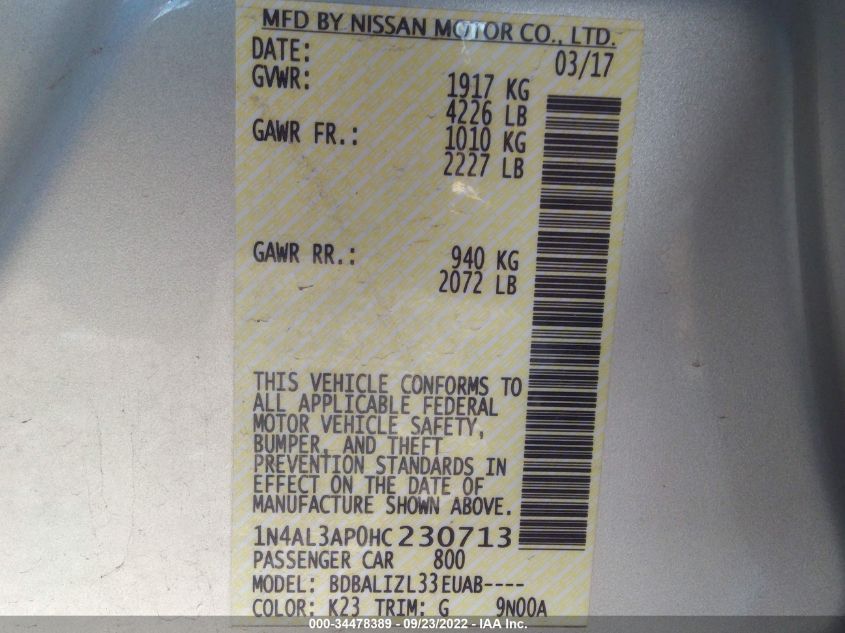 MFD BY NISSAN MOTOR CO., LTD.
DATE: 03/17
GVWR: 1917 KG
4226 LB
GAWR FR.: 1010 KG
2227 LB
GAWR RR.: 940 KG
2072 LB
THIS VEHICLE CONFORMS TO
ALL APPLICABLE FEDERAL
MOTOR VEHICLE SAFETY,
BUMPER, AND THEFT
PREVENTION STANDARDS IN
EFFECT ON THE DATE OF
MANUFACTURE SHOWN ABOVE.
1N4AL3AP0HC230713
PASSENGER CAR 800
MODEL: BDBALIZL33EUAB----
COLOR: K23 TRIM: G 9N00A
000-34478389 - 09/23/2022 - IAA Inc.